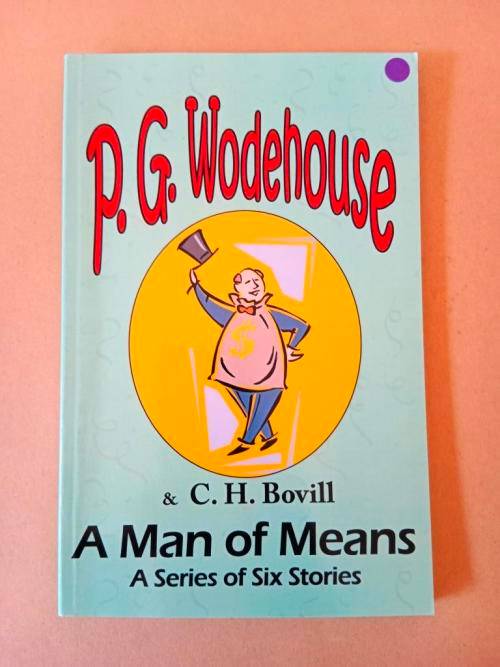 P. G. Wodehouse
$
& C. H. Bovill
A Man of Means
A Series of Six Stories